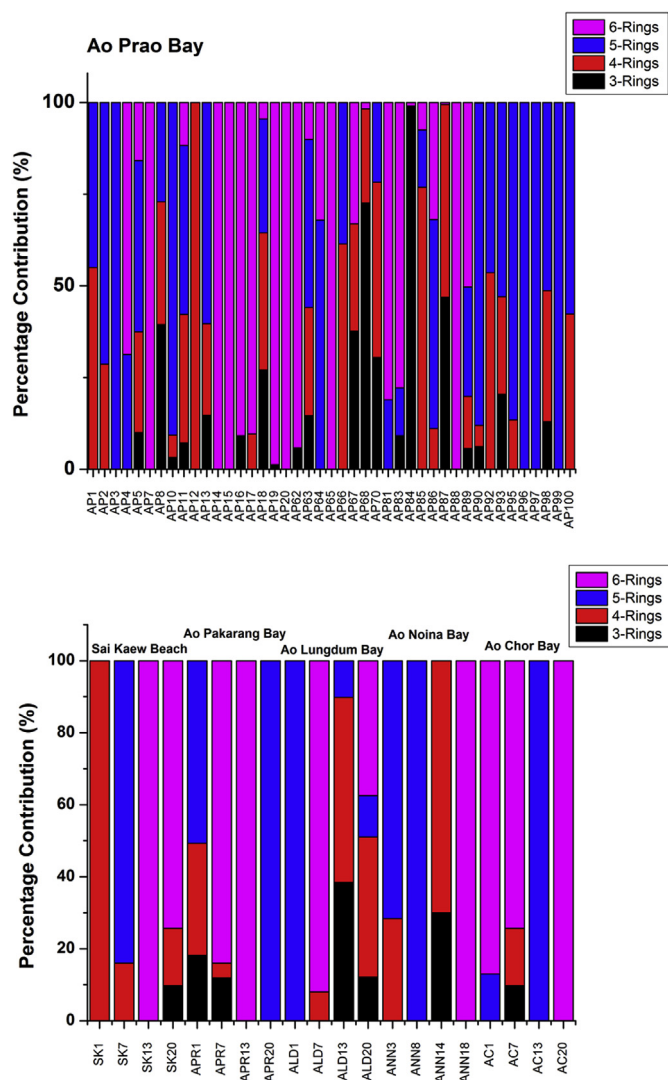 Ao Prao Bay
6-Rings
5-Rings
4-Rings
3-Rings
Percentage Contribution (%)
100
50
0
AP1 AP2 AP3 AP4 AP5 AP7 AP8 AP10 AP11 AP12 AP13 AP14 AP15 AP16 AP17 AP18 AP19 AP20 AP62 AP63 AP64 AP65 AP66 AP67 AP68 AP70 AP81 AP83 AP84 AP85 AP86 AP87 AP88 AP89 AP90 AP92 AP93 AP95 AP96 AP97 AP98 AP99 AP100
6-Rings
5-Rings
4-Rings
3-Rings
Ao Pakarang Bay Ao Noina Bay
Sai Kaew Beach Ao Lungdum Bay Ao Chor Bay
Percentage Contribution (%)
100
80
60
40
20
0
SK1 SK7 SK13 SK20 APR1 APR7 APR13 APR20 ALD1 ALD7 ALD13 ALD20 ANN3 ANN8 ANN14 ANN18 AC1 AC7 AC13 AC20